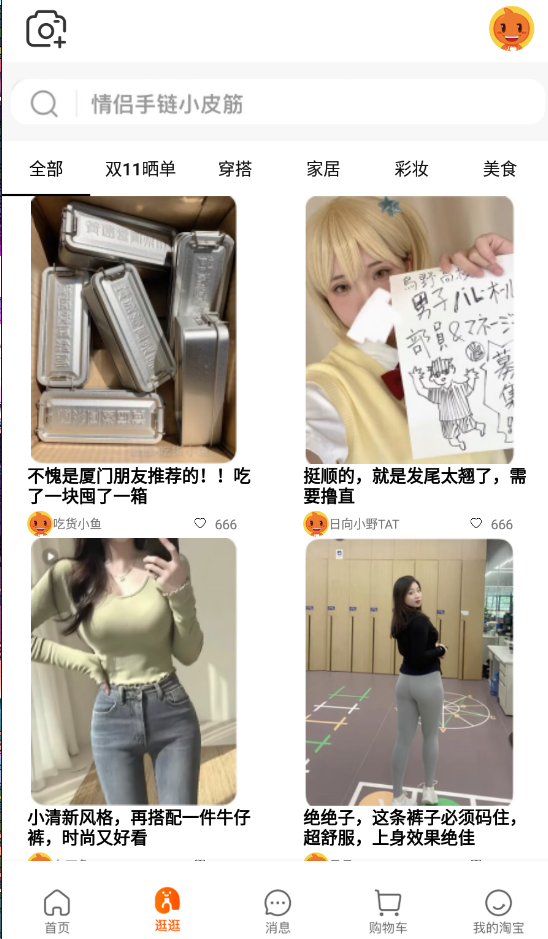 情侣手链小皮筋
全部 双11晒单 穿搭 家居 彩妆 美食
烏野高校
男子バレーボル
部員&マネージ
募集
不愧是厦门朋友推荐的！！吃
了一块囤了一箱
吃货小鱼 666
挺顺的，就是发尾太翘了，需
要撸直
日向小野TAT 666
小清新风格，再搭配一件牛仔
裤，时尚又好看
绝绝子，这条裤子必须码住，
超舒服，上身效果绝佳
首页 逛逛 消息 购物车 我的淘宝